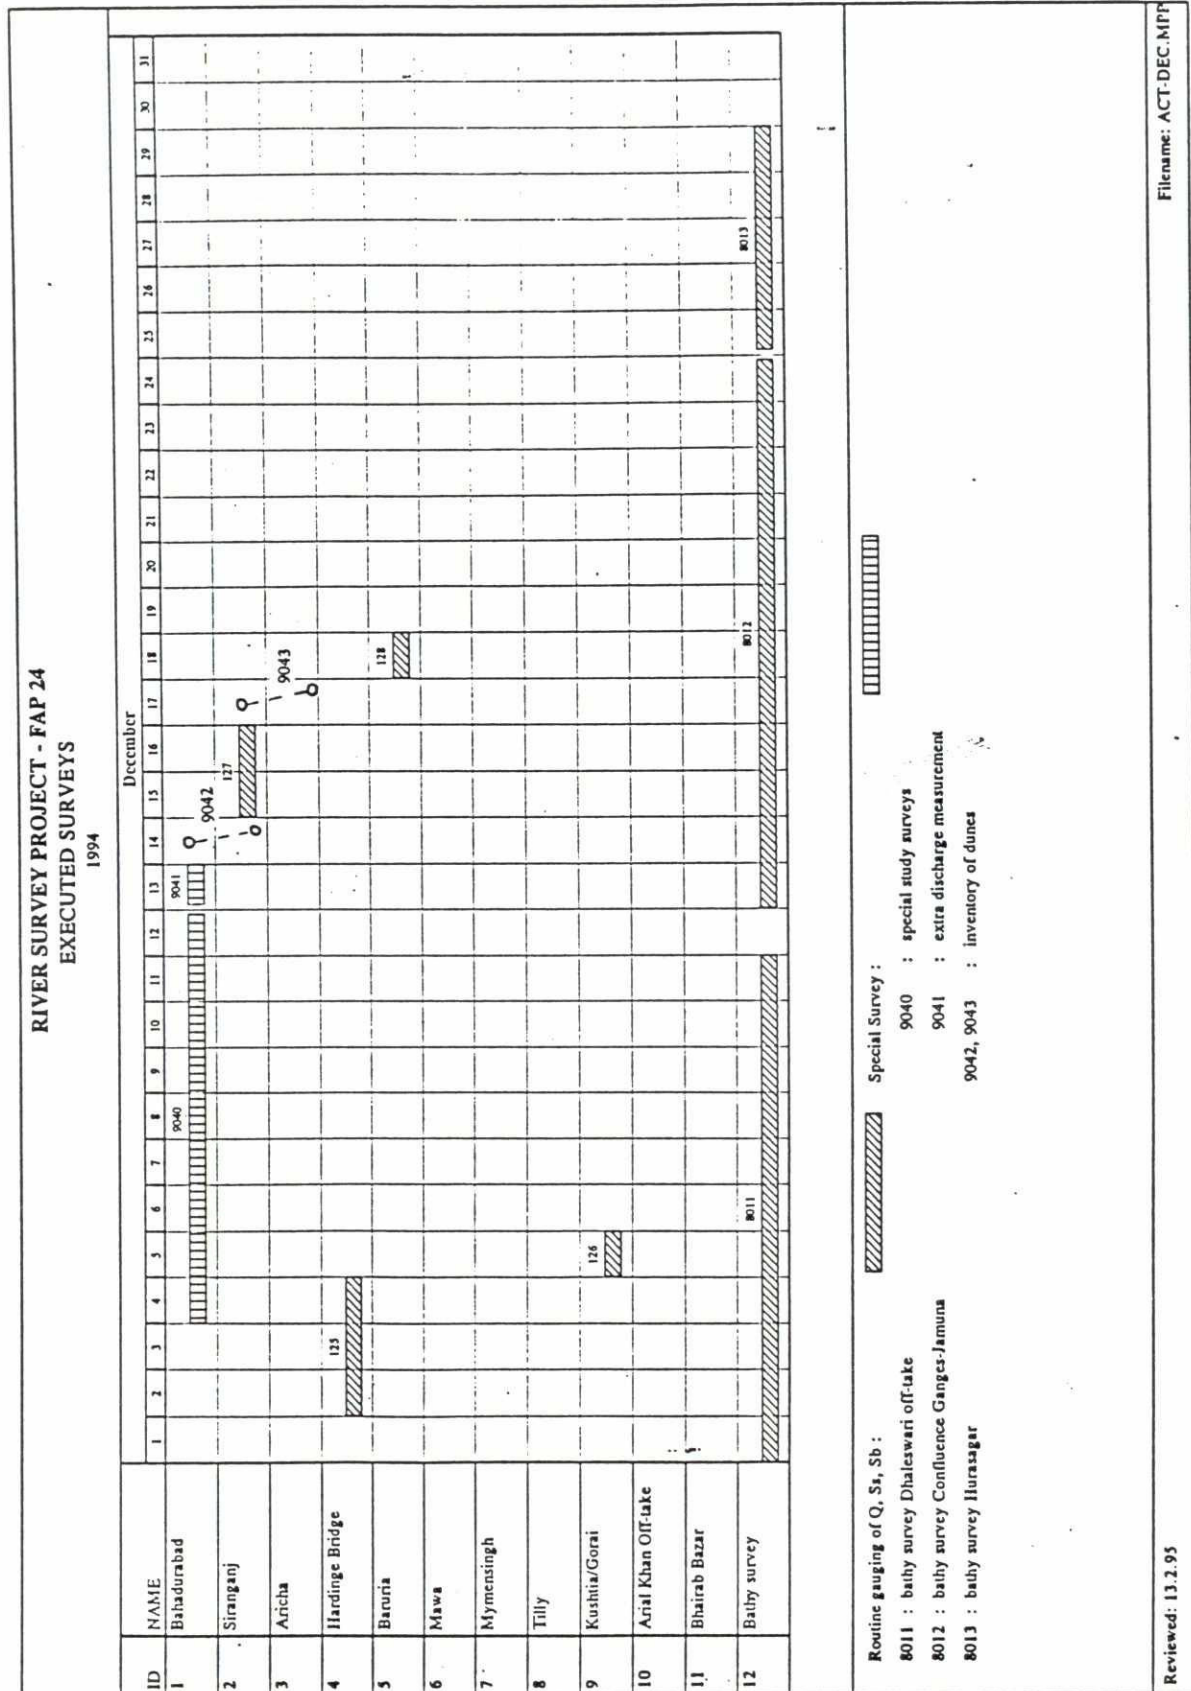 RIVER SURVEY PROJECT - FAP 24
EXECUTED SURVEYS
1994
December
ID NAME 1 2 3 4 5 6 7 8 9 10 11 12 13 14 15 16 17 18 19 20 21 22 23 24 25 26 27 28 29 30 31
1 Bahadurabad 9040 9041
9042
2 Siranganj 127
9043
3 Aricha
4 Hardinge Bridge 125
5 Baruria 128
6 Mawa
7 Mymensingh
8 Tilly
9 Kushtia/Gorai 126
10 Arial Khan Off-take
11 Bhairab Bazar
12 Bathy survey 8011 8012 8013
Routine gauging of Q, Ss, Sb : Special Survey :
8011 : bathy survey Dhaleswari off-take 9040 : special study surveys
8012 : bathy survey Confluence Ganges-Jamuna 9041 : extra discharge measurement
8013 : bathy survey Hurasagar 9042, 9043 : inventory of dunes
Reviewed: 13.2.95 Filename: ACT-DEC.MPP